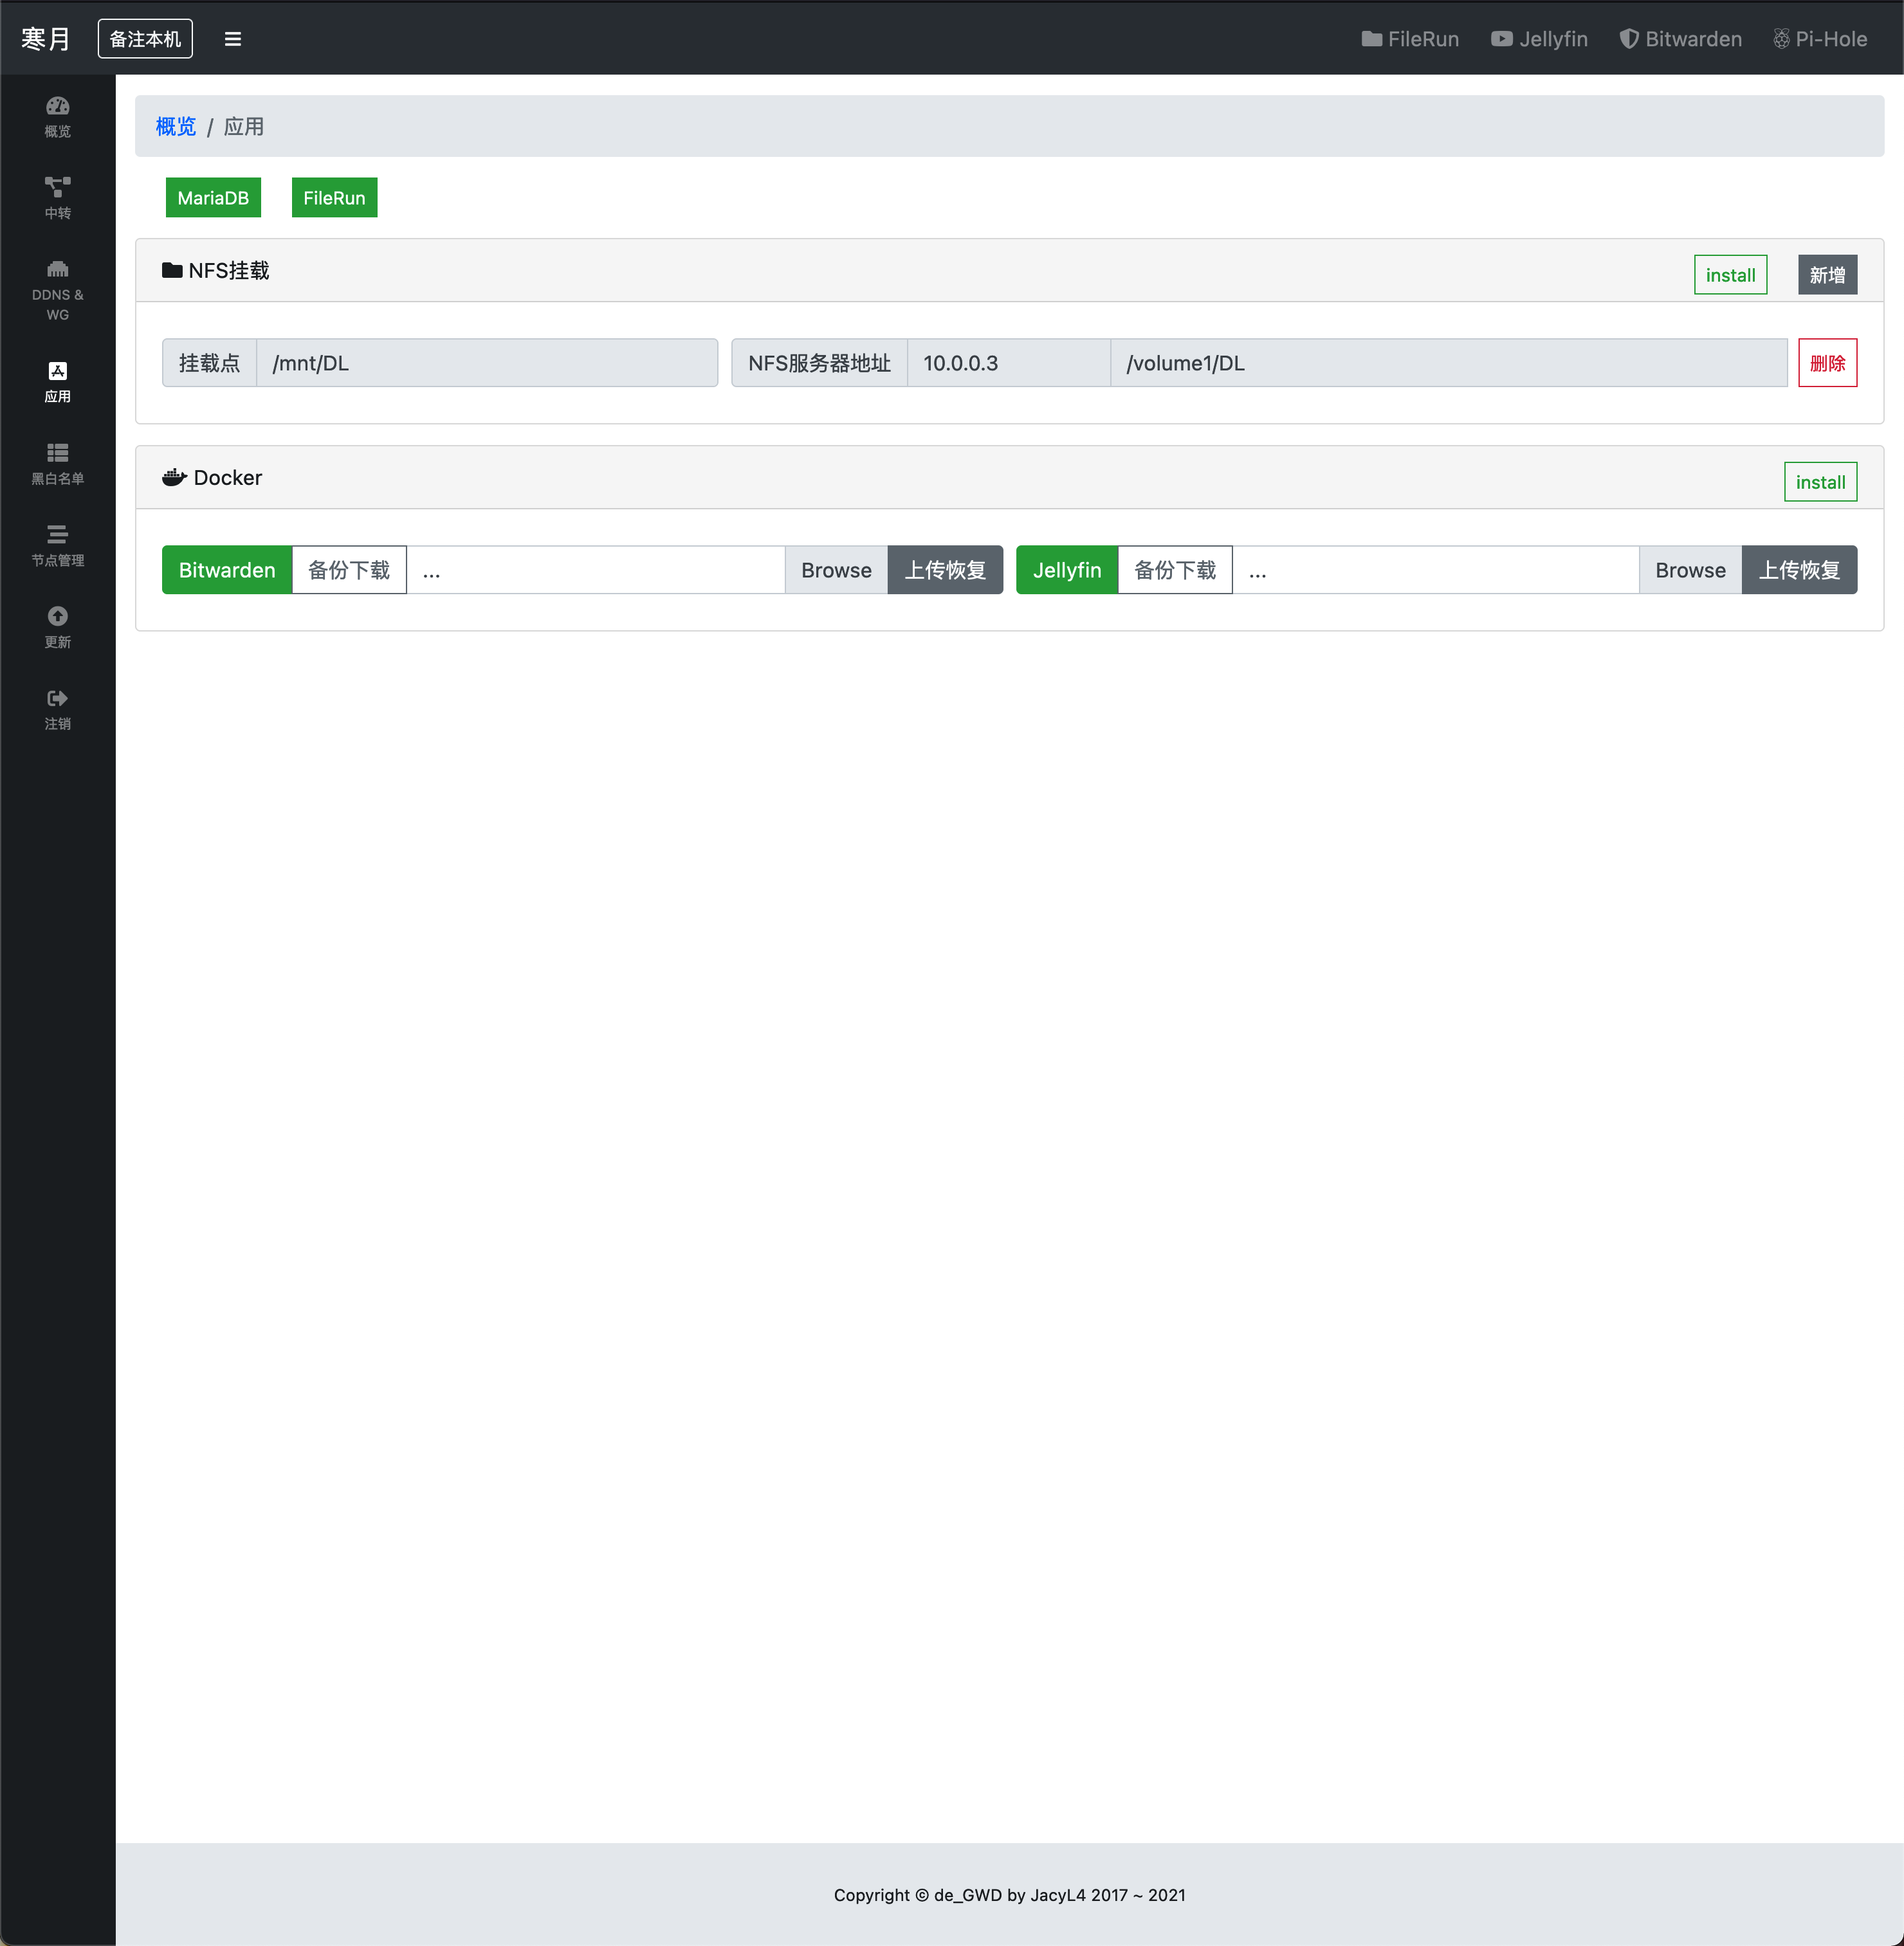 寒月 备注本机 FileRun Jellyfin Bitwarden Pi-Hole
概览
中转
DDNS &
WG
应用
黑白名单
节点管理
更新
注销
概览 / 应用
MariaDB FileRun
NFS挂载 install 新增
挂载点 /mnt/DL NFS服务器地址 10.0.0.3 /volume1/DL 删除
Docker install
Bitwarden 备份下载 ... Browse 上传恢复 Jellyfin 备份下载 ... Browse 上传恢复
Copyright © de_GWD by JacyL4 2017 ~ 2021